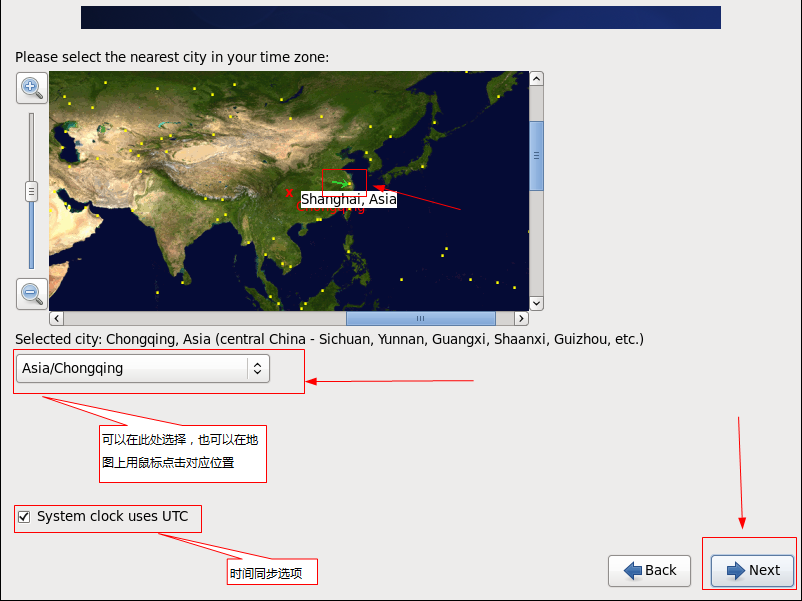 Please select the nearest city in your time zone:
Shanghai, Asia
Selected city: Chongqing, Asia (central China - Sichuan, Yunnan, Guangxi, Shaanxi, Guizhou, etc.)
Asia/Chongqing
可以在此处选择，也可以在地
图上用鼠标点击对应位置
System clock uses UTC
时间同步选项
Back
Next